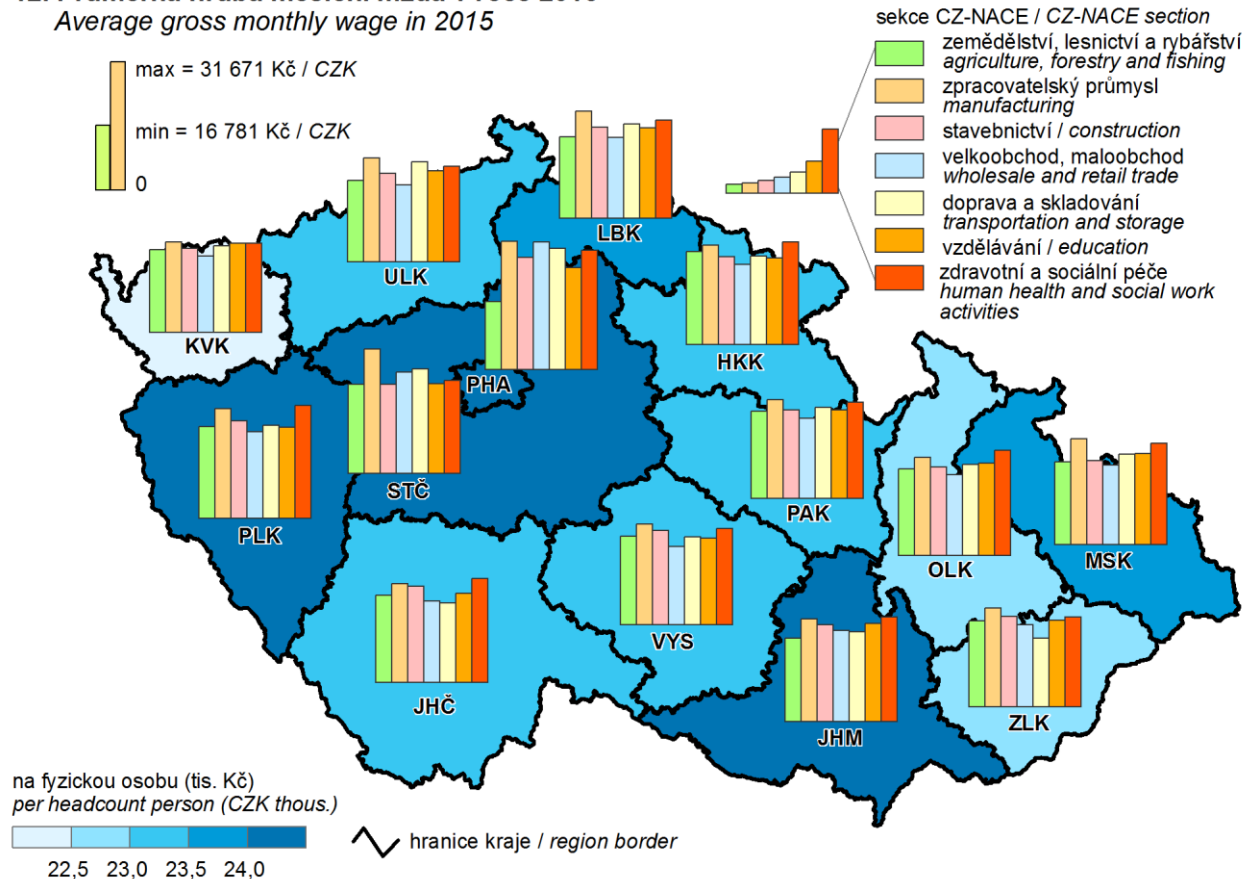 Average gross monthly wage in 2015
max = 31 671 Kč / CZK
min = 16 781 Kč / CZK
0
sekce CZ-NACE / CZ-NACE section
zemědělství, lesnictví a rybářství
agriculture, forestry and fishing
zpracovatelský průmysl
manufacturing
stavebnictví / construction
velkoobchod, maloobchod
wholesale and retail trade
doprava a skladování
transportation and storage
vzdělávání / education
zdravotní a sociální péče
human health and social work
activities
LBK
ULK
KVK
HKK
PHA
STČ
PAK
PLK
OLK
MSK
VYS
JHČ
JHM
ZLK
na fyzickou osobu (tis. Kč)
per headcount person (CZK thous.)
22,5 23,0 23,5 24,0
hranice kraje / region border